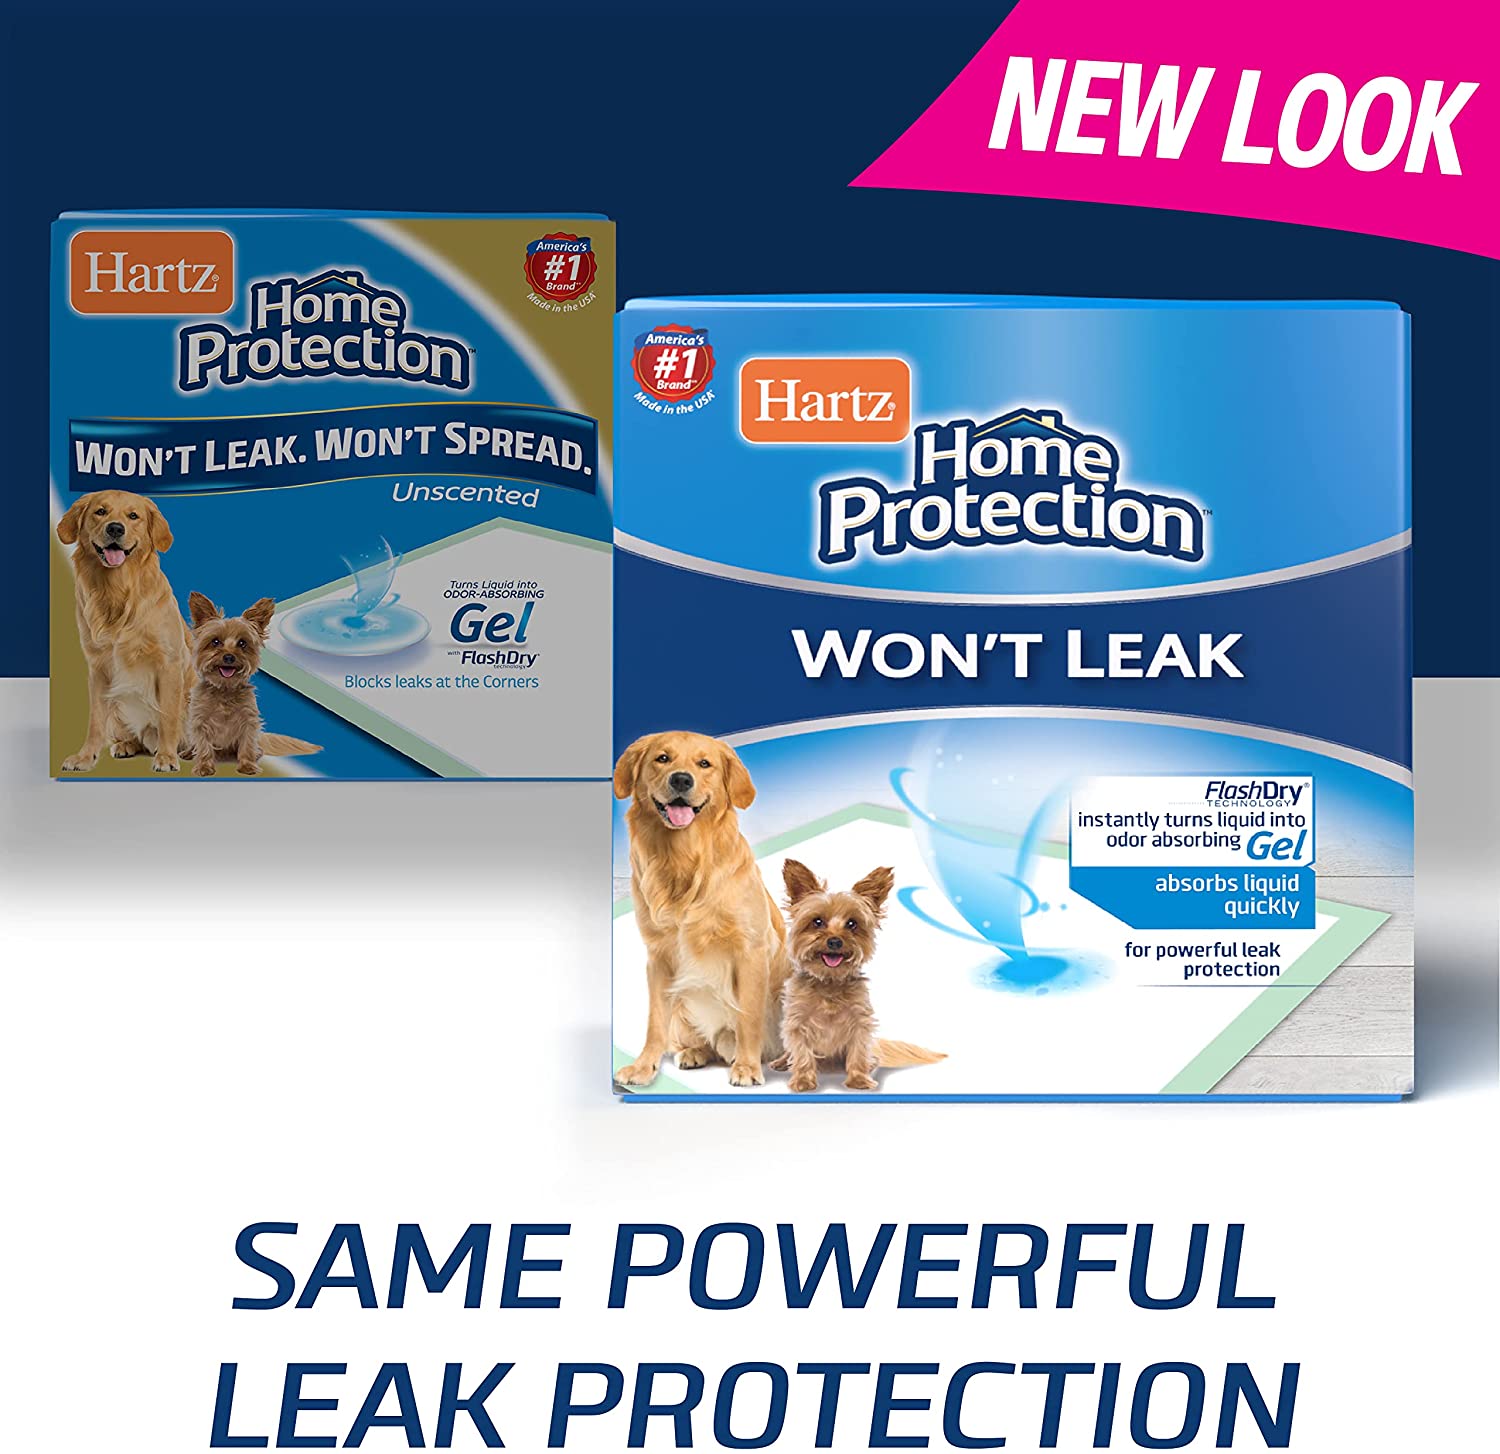 NEW LOOK
Hartz®
America's
#1
Brand**
Made in the USA*
Home
Protection™
WON'T LEAK. WON'T SPREAD.
Unscented
Turns Liquid into
ODOR-ABSORBING
Gel
with FlashDry®
technology
Blocks leaks at the Corners
America's
#1
Brand**
Made in the USA*
Hartz®
Home
Protection™
WON'T LEAK
FlashDry®
TECHNOLOGY
instantly turns liquid into
odor absorbing Gel
absorbs liquid
quickly
for powerful leak
protection
SAME POWERFUL
LEAK PROTECTION